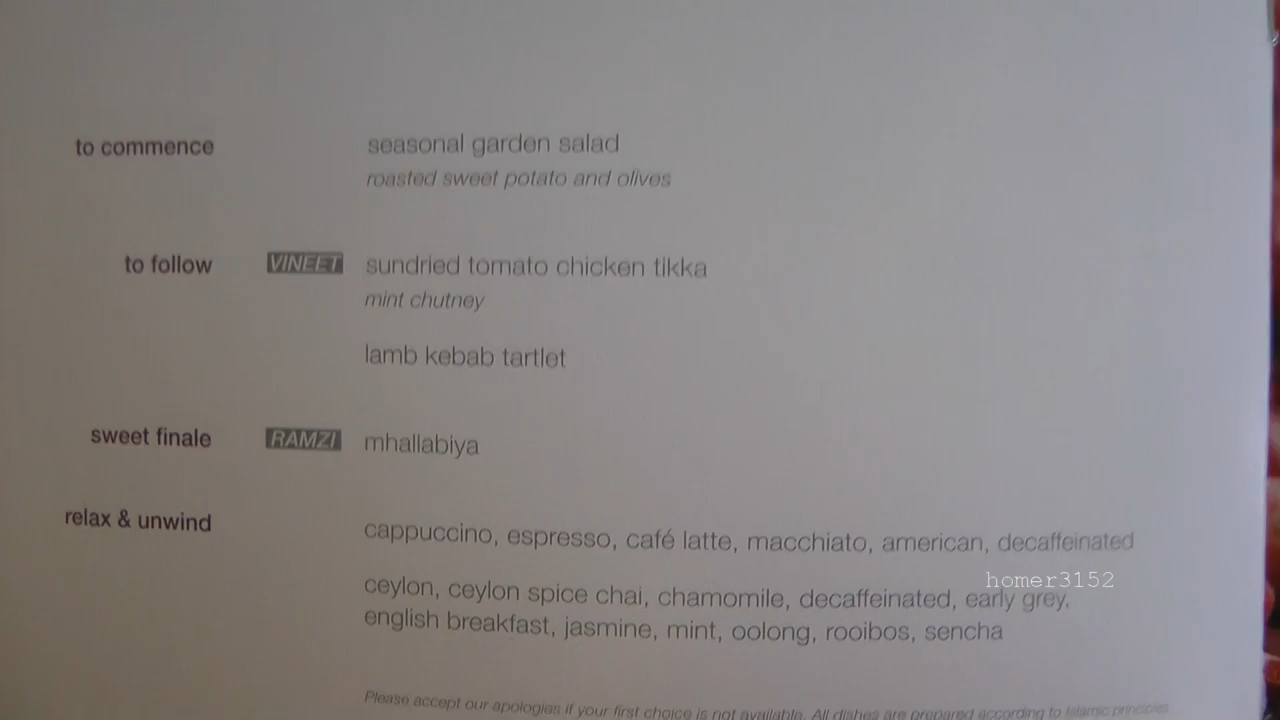 to commence seasonal garden salad
roasted sweet potato and olives
to follow VINEET sundried tomato chicken tikka
mint chutney
lamb kebab tartlet
sweet finale RAMZI mhallabiya
relax & unwind cappuccino, espresso, café latte, macchiato, american, decaffeinated
homer3152
ceylon, ceylon spice chai, chamomile, decaffeinated, early grey,
english breakfast, jasmine, mint, oolong, rooibos, sencha
Please accept our apologies if your first choice is not available. All dishes are prepared according to Islamic principles